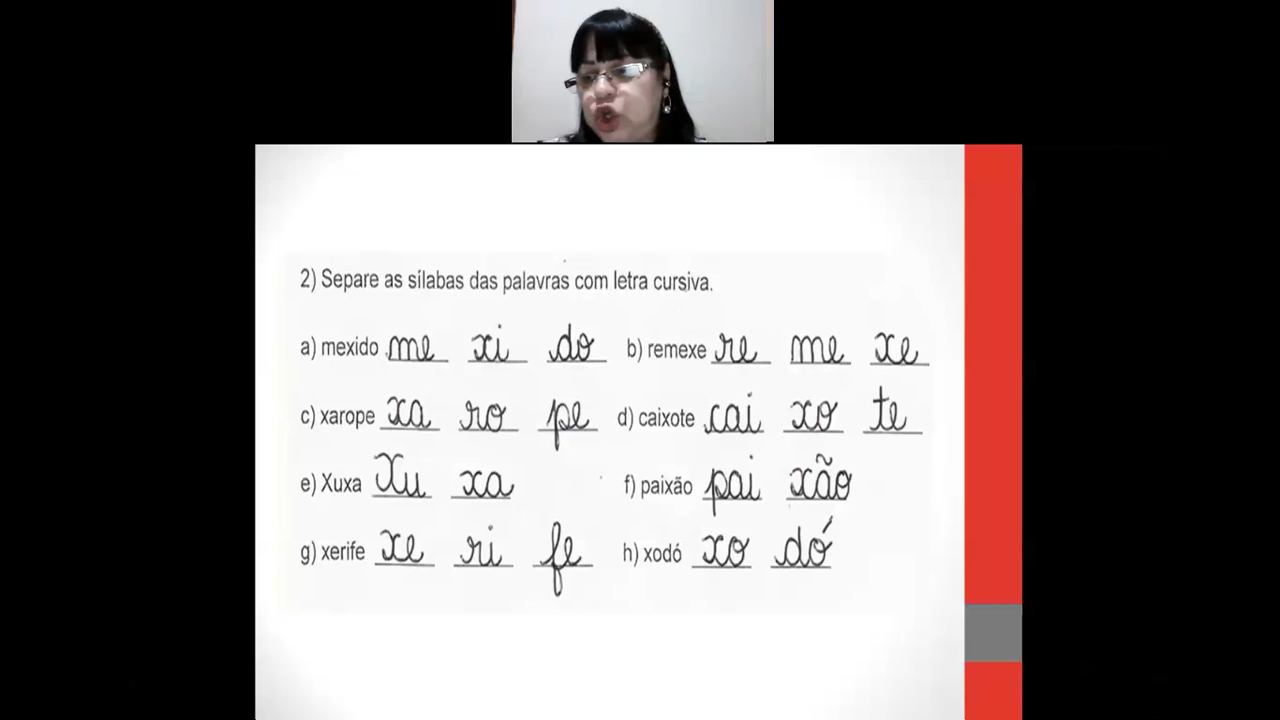 2) Separe as sílabas das palavras com letra cursiva.
a) mexido me xi do b) remexe re me xe
c) xarope xa ro pe d) caixote cai xo te
e) Xuxa Xu xa f) paixão pai xão
g) xerife xe ri fe h) xodó xo dó